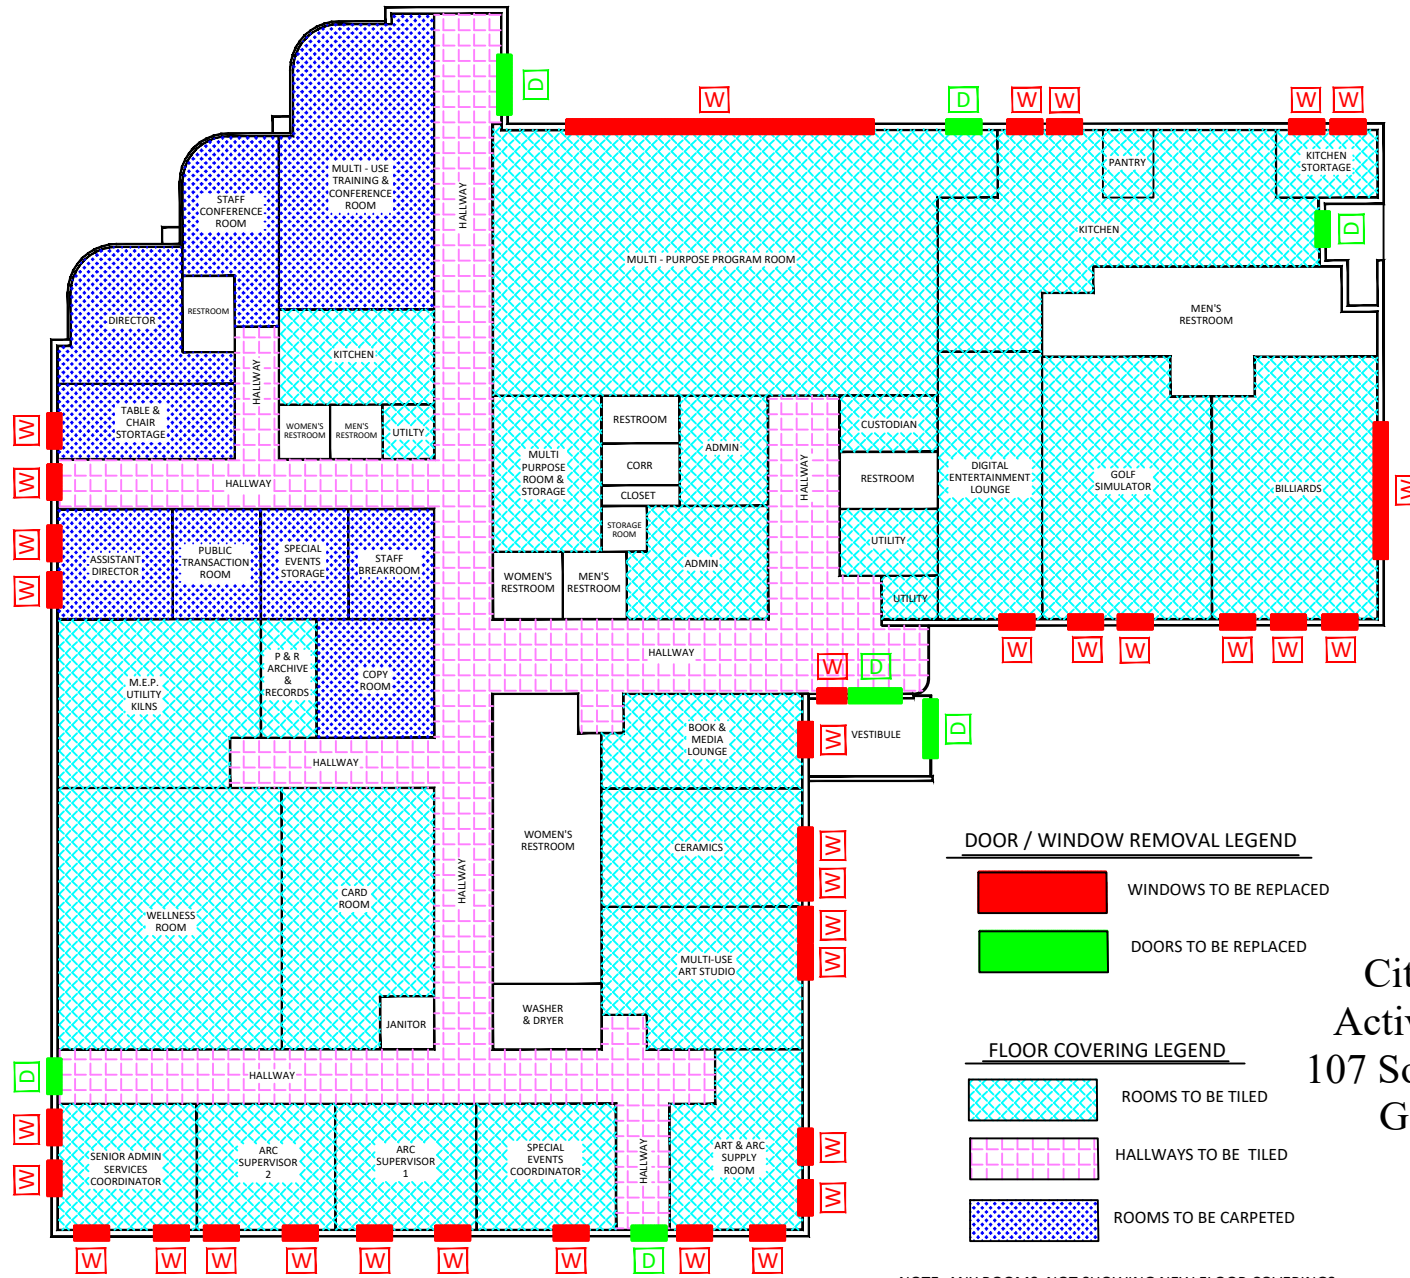 D
W
D
W
W
W
W
PANTRY
KITCHEN
STORTAGE
MULTI - USE
TRAINING &
CONFERENCE
ROOM
HALLWAY
STAFF
CONFERENCE
ROOM
D
KITCHEN
MULTI - PURPOSE PROGRAM ROOM
RESTROOM
DIRECTOR
MEN'S
RESTROOM
KITCHEN
HALLWAY
TABLE &
CHAIR
STORTAGE
WOMEN'S
RESTROOM
MEN'S
RESTROOM
UTILTY
W
W
HALLWAY
RESTROOM
CORR
CLOSET
STORAGE
ROOM
MULTI
PURPOSE
ROOM &
STORAGE
ADMIN
HALLWAY
CUSTODIAN
RESTROOM
DIGITAL
ENTERTAINMENT
LOUNGE
GOLF
SIMULATOR
BILLIARDS
W
W
W
ASSISTANT
DIRECTOR
PUBLIC
TRANSACTION
ROOM
SPECIAL
EVENTS
STORAGE
STAFF
BREAKROOM
WOMEN'S
RESTROOM
MEN'S
RESTROOM
ADMIN
UTILITY
UTILITY
W
W
W
W
W
W
M.E.P.
UTILITY
KILNS
P & R
ARCHIVE
&
RECORDS
COPY
ROOM
HALLWAY
W
D
HALLWAY
BOOK &
MEDIA
LOUNGE
W
VESTIBULE
D
WOMEN'S
RESTROOM
CERAMICS
W
W
HALLWAY
CARD
ROOM
WELLNESS
ROOM
MULTI-USE
ART STUDIO
W
W
JANITOR
WASHER
& DRYER
D
HALLWAY
W
W
SENIOR ADMIN
SERVICES
COORDINATOR
ARC
SUPERVISOR
2
ARC
SUPERVISOR
1
SPECIAL
EVENTS
COORDINATOR
HALLWAY
ART & ARC
SUPPLY
ROOM
W
W
W
W
W
W
W
W
W
D
W
W
DOOR / WINDOW REMOVAL LEGEND
WINDOWS TO BE REPLACED
DOORS TO BE REPLACED
Cit
Activ
107 So
G
FLOOR COVERING LEGEND
ROOMS TO BE TILED
HALLWAYS TO BE TILED
ROOMS TO BE CARPETED